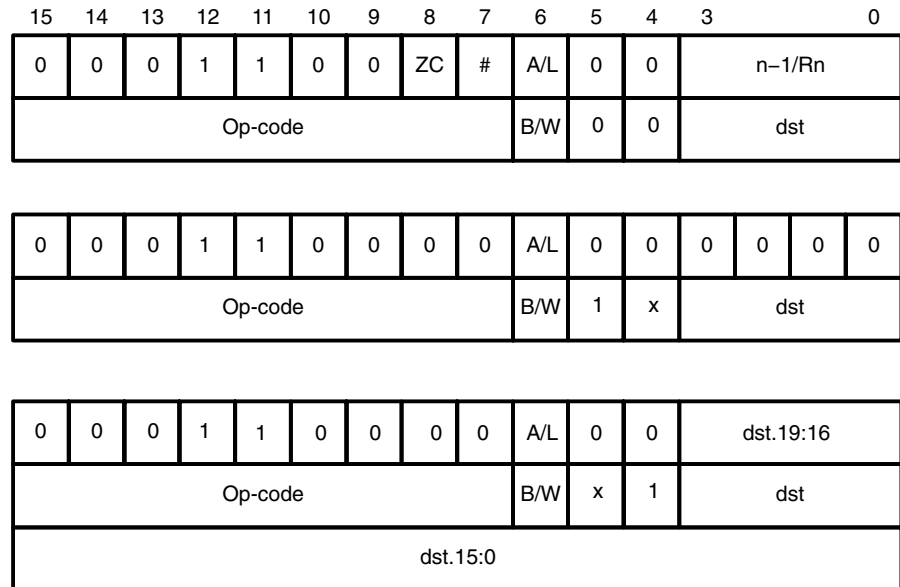 15 14 13 12 11 10 9 8 7 6 5 4 3 0
0 0 0 1 1 0 0 ZC # A/L 0 0 n−1/Rn
Op-code B/W 0 0 dst
0 0 0 1 1 0 0 0 0 A/L 0 0 0 0 0 0
Op-code B/W 1 x dst
0 0 0 1 1 0 0 0 0 A/L 0 0 dst.19:16
Op-code B/W x 1 dst
dst.15:0